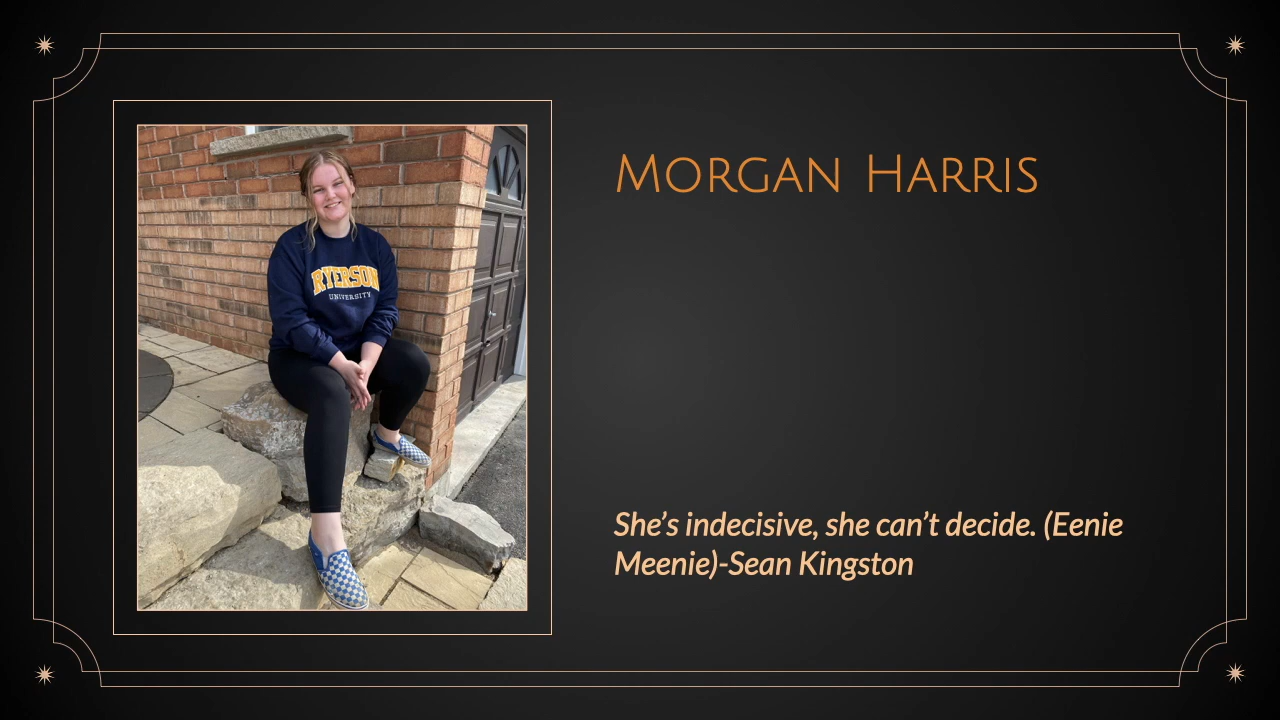 Morgan Harris
RYERSON
UNIVERSITY
She's indecisive, she can't decide. (Eenie
Meenie)-Sean Kingston